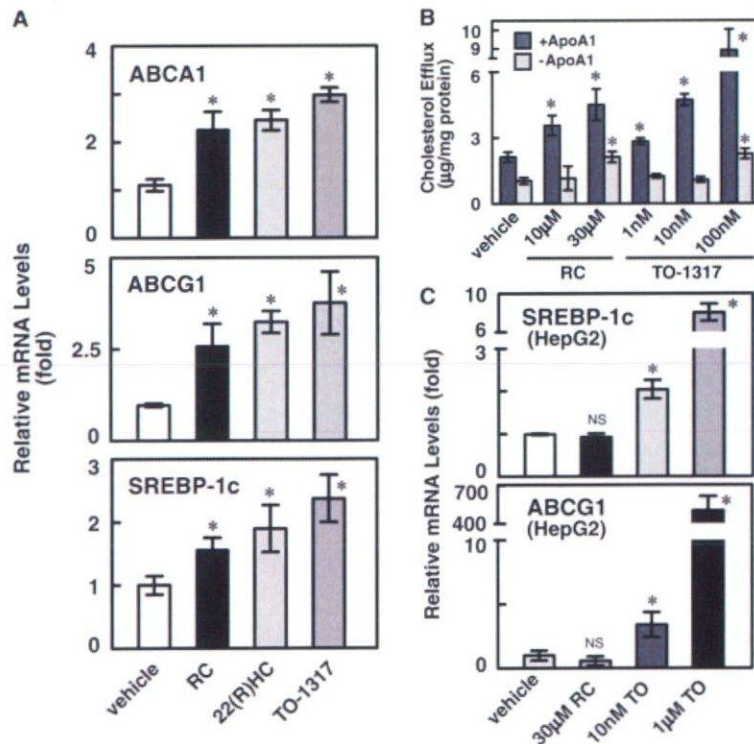 A
Relative mRNA Levels
(fold)
ABCA1
4
2
0
* * *
ABCG1
5
2.5
0
* * *
SREBP-1c
3
2
1
0
* * *
vehicle RC 22(R)HC TO-1317
B
Cholesterol Efflux
(µg/mg protein)
+ApoA1
-ApoA1
9
6
3
0
* * * * * * *
vehicle 10µM 30µM 1nM 10nM 100nM
RC TO-1317
C
Relative mRNA Levels (fold)
SREBP-1c
(HepG2)
10
6
3
0
NS * *
ABCG1
(HepG2)
700
400
10
0
NS * *
vehicle 30µM RC 10nM TO 1µM TO